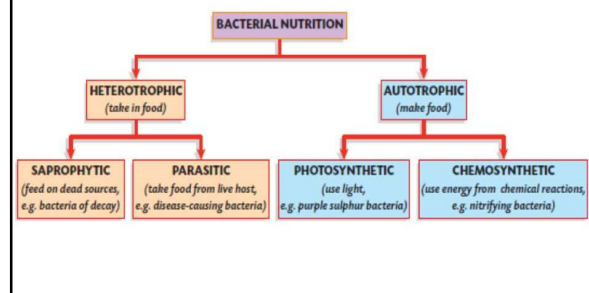 BACTERIAL NUTRITION
HETEROTROPHIC
(take in food)
AUTOTROPHIC
(make food)
SAPROPHYTIC
(feed on dead sources,
e.g. bacteria of decay)
PARASITIC
(take food from live host,
e.g. disease-causing bacteria)
PHOTOSYNTHETIC
(use light,
e.g. purple sulphur bacteria)
CHEMOSYNTHETIC
(use energy from chemical reactions,
e.g. nitrifying bacteria)